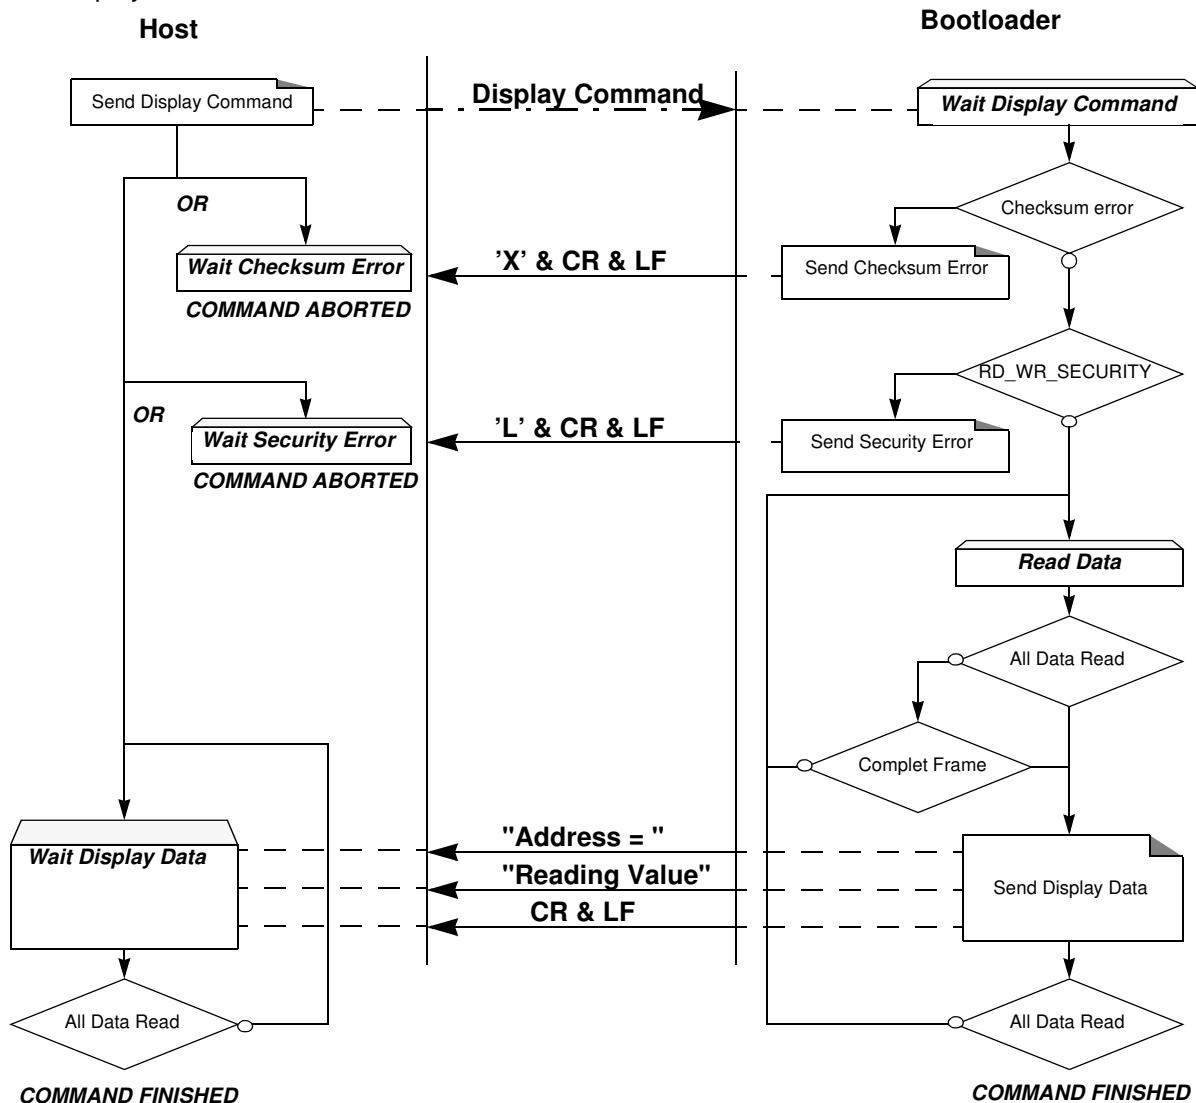 Host
Bootloader
Send Display Command
Display Command
Wait Display Command
OR
Checksum error
Wait Checksum Error
'X' & CR & LF
Send Checksum Error
COMMAND ABORTED
RD_WR_SECURITY
OR
Wait Security Error
'L' & CR & LF
Send Security Error
COMMAND ABORTED
Read Data
All Data Read
Complet Frame
"Address = "
Wait Display Data
"Reading Value"
Send Display Data
CR & LF
All Data Read
All Data Read
COMMAND FINISHED
COMMAND FINISHED